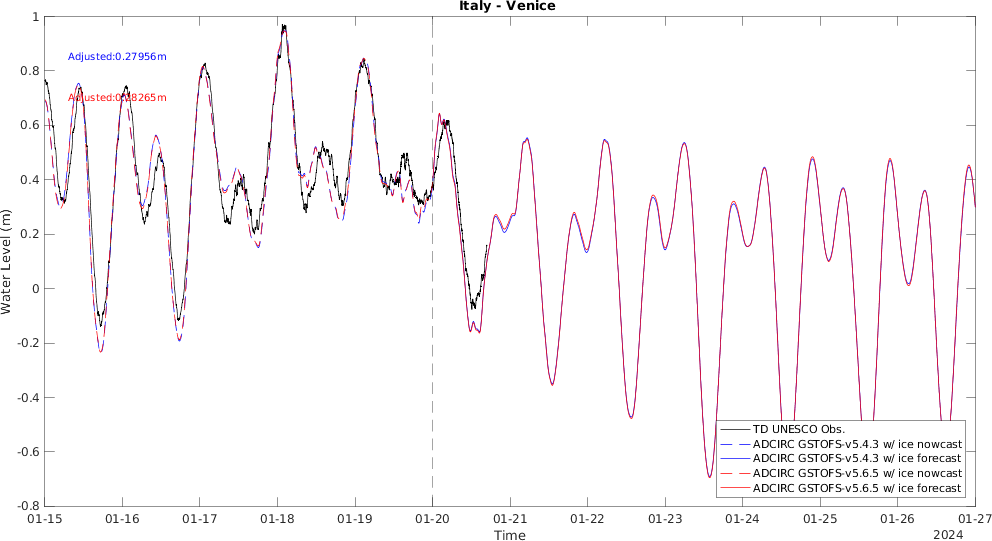 Italy - Venice
1
0.8
0.6
0.4
0.2
0
-0.2
-0.4
-0.6
-0.8
Water Level (m)
Adjusted:0.27956m
Adjusted:0.28265m
TD UNESCO Obs.
ADCIRC GSTOFS-v5.4.3 w/ ice nowcast
ADCIRC GSTOFS-v5.4.3 w/ ice forecast
ADCIRC GSTOFS-v5.6.5 w/ ice nowcast
ADCIRC GSTOFS-v5.6.5 w/ ice forecast
01-15 01-16 01-17 01-18 01-19 01-20 01-21 01-22 01-23 01-24 01-25 01-26 01-27
Time
2024